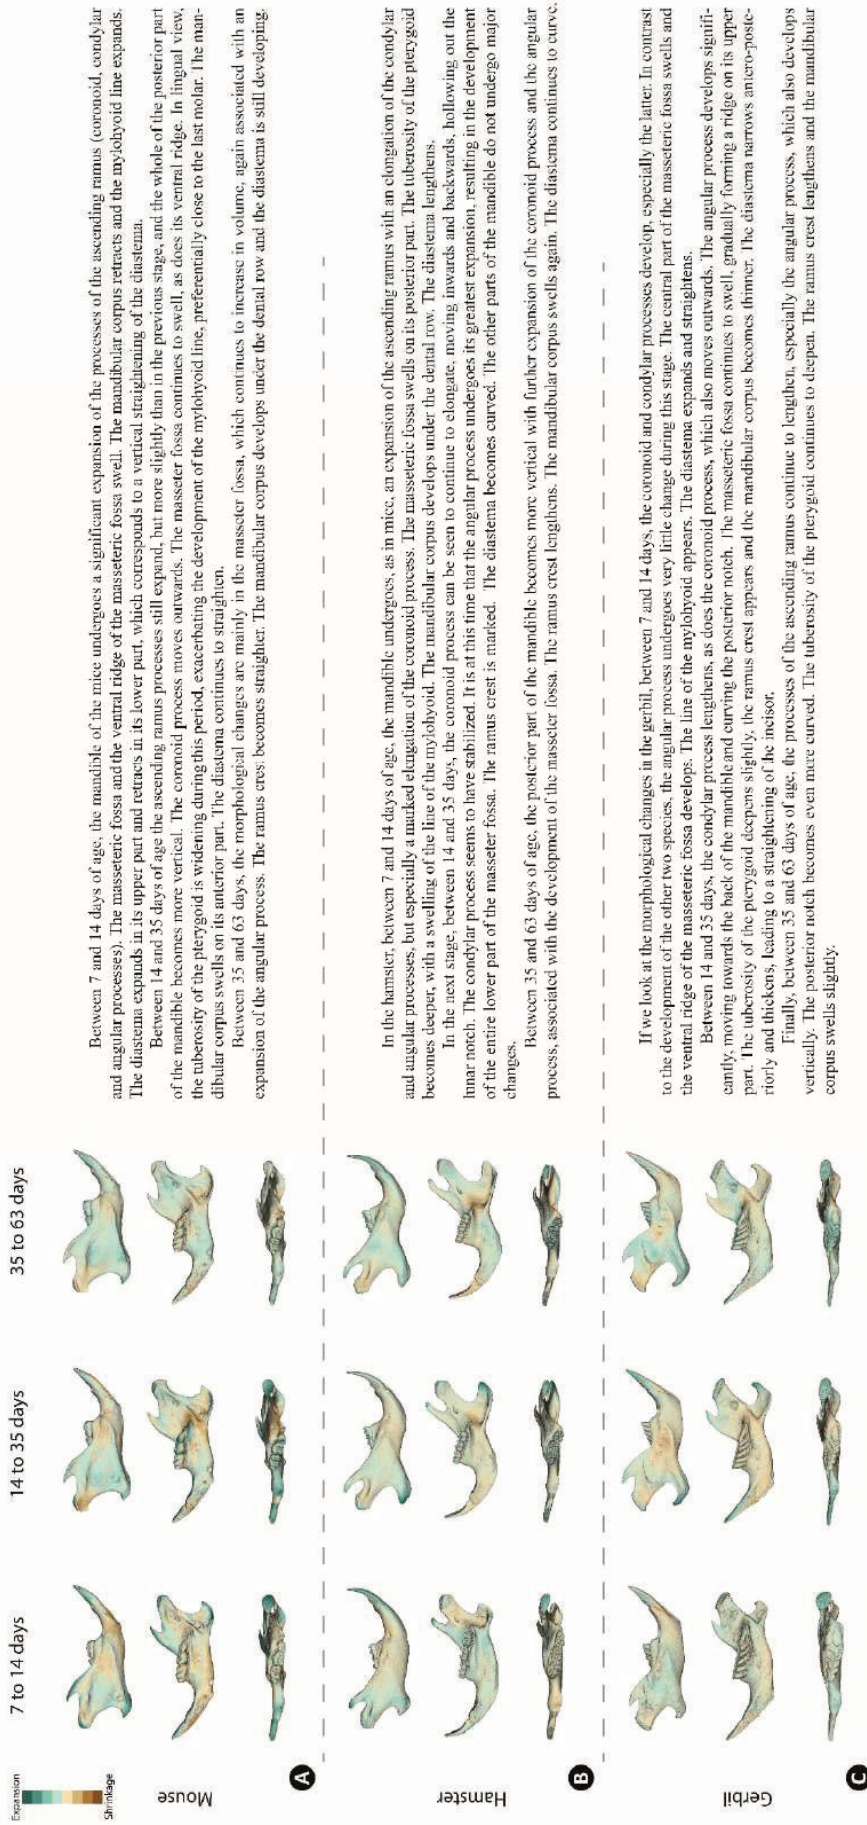 Expansion
Shrinkage
7 to 14 days
14 to 35 days
35 to 63 days
Mouse
Between 7 and 14 days of age, the mandible of the mice undergoes a significant expansion of the processes of the ascending ramus (coronoid, condylar
and angular processes). The masseteric fossa and the ventral ridge of the masseteric fossa swell. The mandibular corpus retracts and the mylohyoid line expands.
The diastema expands in its upper part and retracts in its lower part, which corresponds to a vertical straightening of the diastema.
Between 14 and 35 days of age the ascending ramus processes still expand, but more slightly than in the previous stage, and the whole of the posterior part
of the mandible becomes more vertical. The coronoid process moves outwards. The masseter fossa continues to swell, as does its ventral ridge. In lingual view,
the tuberosity of the pterygoid is widening during this period, exacerbating the development of the mylohyoid line, preferentially close to the last molar. The man-
dibular corpus swells on its anterior part. The diastema continues to straighten.
Between 35 and 63 days, the morphological changes are mainly in the masseter fossa, which continues to increase in volume, again associated with an
expansion of the angular process. The ramus crest becomes straighter. The mandibular corpus develops under the dental row and the diastema is still developing.
A
Hamster
In the hamster, between 7 and 14 days of age, the mandible undergoes, as in mice, an expansion of the ascending ramus with an elongation of the condylar
and angular processes, but especially a marked elongation of the coronoid process. The masseteric fossa swells on its posterior part. The tuberosity of the pterygoid
becomes deeper, with a swelling of the line of the mylohyoid. The mandibular corpus develops under the dental row. The diastema lengthens.
In the next stage, between 14 and 35 days, the coronoid process can be seen to continue to elongate, moving inwards and backwards, hollowing out the
lunar notch. The condylar process seems to have stabilized. It is at this time that the angular process undergoes its greatest expansion, resulting in the development
of the entire lower part of the masseter fossa. The ramus crest is marked. The diastema becomes curved. The other parts of the mandible do not undergo major
changes.
Between 35 and 63 days of age, the posterior part of the mandible becomes more vertical with further expansion of the coronoid process and the angular
process, associated with the development of the masseter fossa. The ramus crest lengthens. The mandibular corpus swells again. The diastema continues to curve.
B
Gerbil
If we look at the morphological changes in the gerbil, between 7 and 14 days, the coronoid and condylar processes develop, especially the latter. In contrast
to the development of the other two species, the angular process undergoes very little change during this stage. The central part of the masseteric fossa swells and
the ventral ridge of the masseteric fossa develops. The line of the mylohyoid appears. The diastema expands and straightens.
Between 14 and 35 days, the condylar process lengthens, as does the coronoid process, which also moves outwards. The angular process develops signifi-
cantly, moving towards the back of the mandible and curving the posterior notch. The masseteric fossa continues to swell, gradually forming a ridge on its upper
part. The tuberosity of the pterygoid deepens slightly, the ramus crest appears and the mandibular corpus becomes thinner. The diastema narrows antero-poste-
riorly and thickens, leading to a straightening of the incisor.
Finally, between 35 and 63 days of age, the processes of the ascending ramus continue to lengthen, especially the angular process, which also develops
vertically. The posterior notch becomes even more curved. The tuberosity of the pterygoid continues to deepen. The ramus crest lengthens and the mandibular
corpus swells slightly.
C